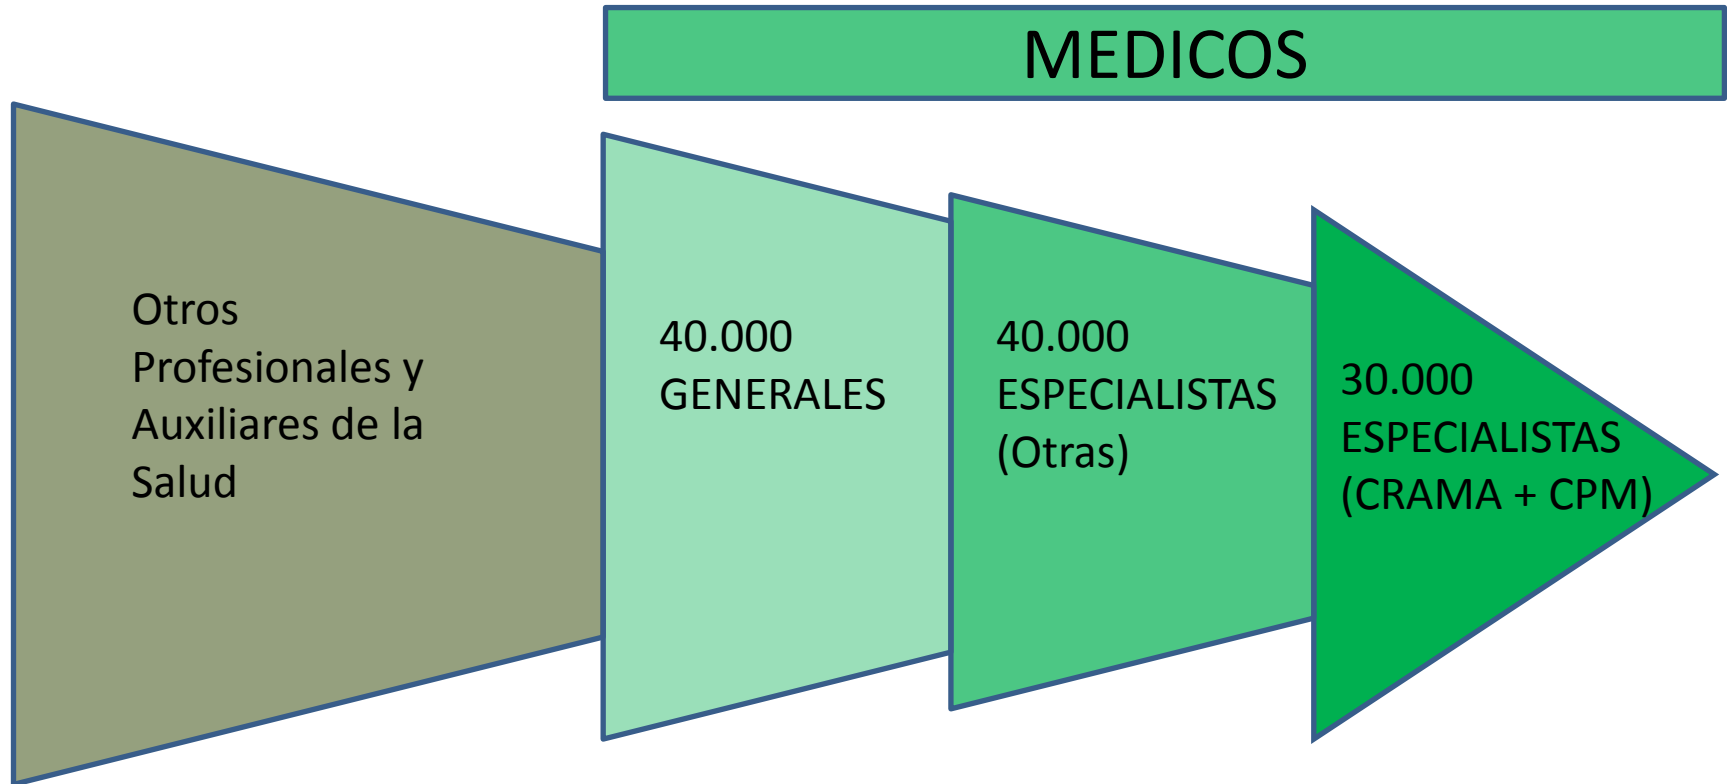 MEDICOS
Otros
Profesionales y
Auxiliares de la
Salud
40.000
GENERALES
40.000
ESPECIALISTAS
(Otras)
30.000
ESPECIALISTAS
(CRAMA + CPM)